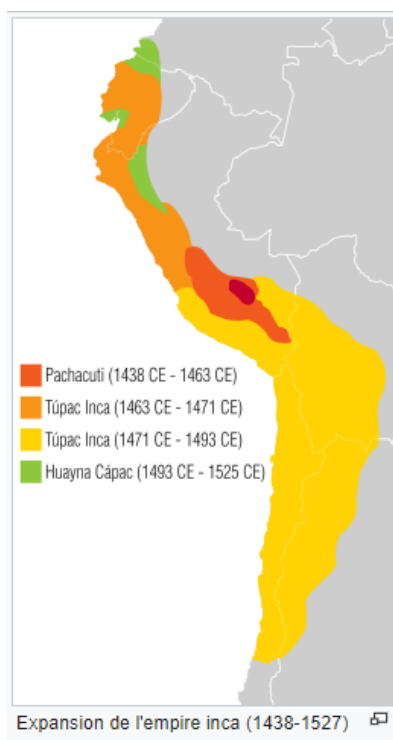 Pachacuti (1438 CE - 1463 CE)
Túpac Inca (1463 CE - 1471 CE)
Túpac Inca (1471 CE - 1493 CE)
Huayna Cápac (1493 CE - 1525 CE)
Expansion de l'empire inca (1438-1527)